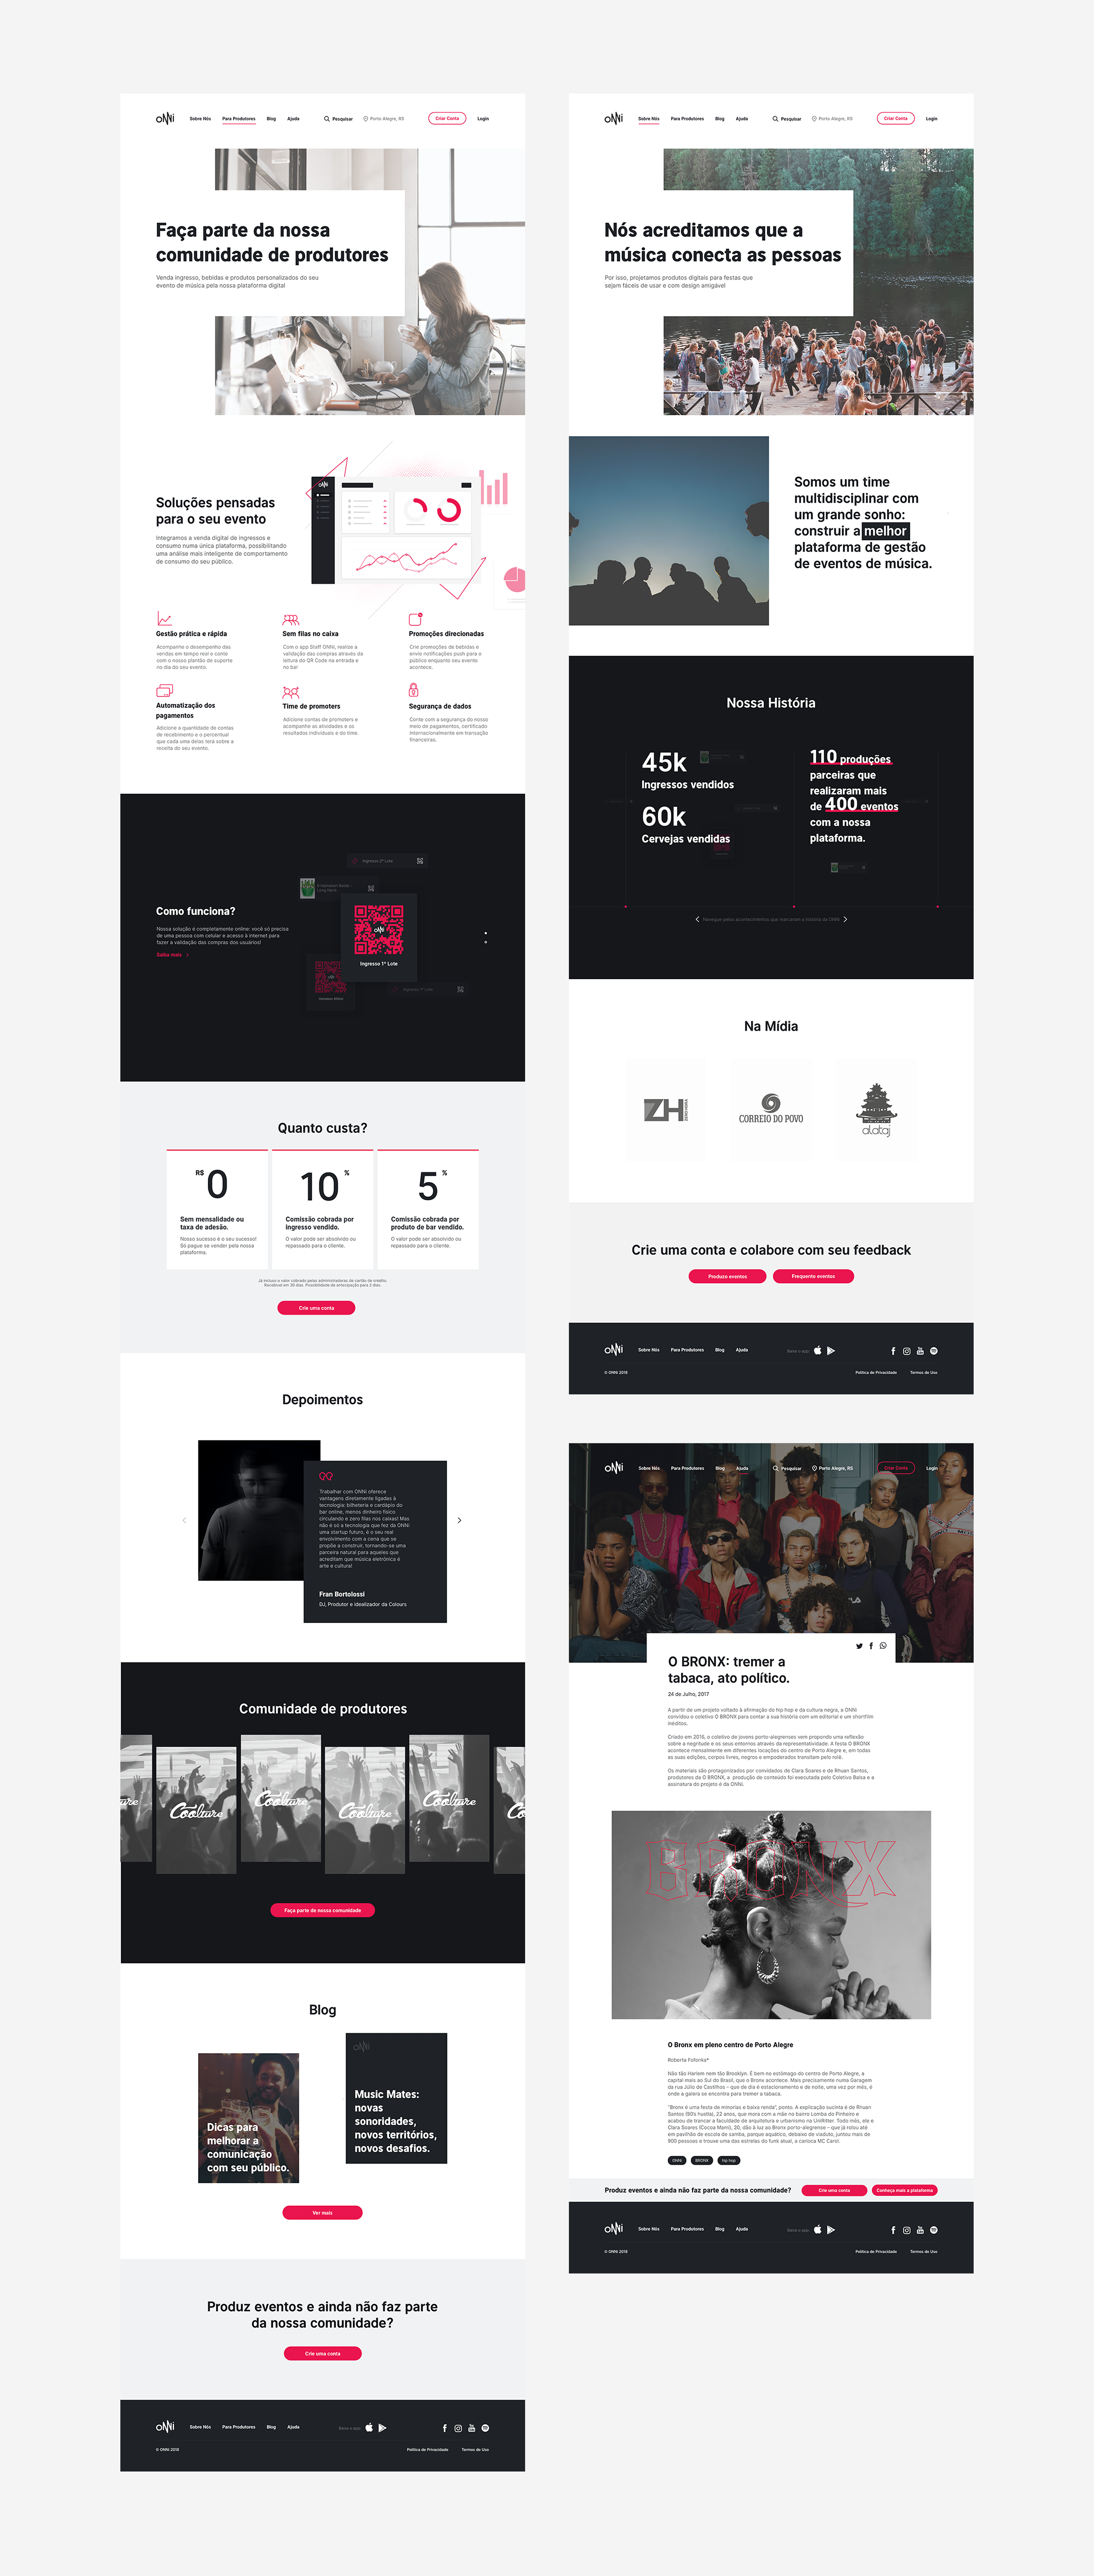 ONNi
Sobre Nós
Para Produtores
Blog
Ajuda
Pesquisar
Porto Alegre, RS
Criar Conta
Login
Faça parte da nossa
comunidade de produtores
Venda ingresso, bebidas e produtos personalizados do seu
evento de música pela nossa plataforma digital
Soluções pensadas
para o seu evento
Integramos a venda digital de ingressos e
consumo numa única plataforma, possibilitando
uma análise mais inteligente de comportamento
de consumo do seu público.
ONNi
Gestão prática e rápida
Acompanhe o desempenho das
vendas em tempo real e conte
com o nosso plantão de suporte
no dia do seu evento.
Sem filas no caixa
Com o app Staff ONNi, realize a
validação das compras através da
leitura do QR Code na entrada e
no bar
Promoções direcionadas
Crie promoções de bebidas e
envie notificações push para o
público enquanto seu evento
acontece.
Automatização dos
pagamentos
Adicione a quantidade de contas
de recebimento e o percentual
que cada uma delas terá sobre a
receita do seu evento.
Time de promoters
Adicione contas de promoters e
acompanhe as atividades e os
resultados individuais e do time.
Segurança de dados
Conte com a segurança do nosso
meio de pagamentos, certificado
internacionalmente em transação
financeiras.
Como funciona?
Nossa solução é completamente online: você só precisa
de uma pessoa com celular e acesso à internet para
fazer a validação das compras dos usuários!
Saiba mais
Ingresso 2º Lote
ONNi
Ingresso 1º Lote
Ingresso 1º Lote
Quanto custa?
R$ 0
Sem mensalidade ou
taxa de adesão.
Nosso sucesso é o seu sucesso!
Só pague se vender pela nossa
plataforma.
10 %
Comissão cobrada por
ingresso vendido.
O valor pode ser absolvido ou
repassado para o cliente.
5 %
Comissão cobrada por
produto de bar vendido.
O valor pode ser absolvido ou
repassado para o cliente.
Já incluso o valor cobrado pelas administradoras de cartão de crédito.
Recebível em 30 dias. Possibilidade de antecipação para 2 dias.
Crie uma conta
Depoimentos
Trabalhar com ONNi oferece
vantagens diretamente ligadas à
tecnologia: bilheteria e cardápio do
bar online, menos dinheiro físico
circulando e zero filas nos caixas! Mas
não é só a tecnologia que fez da ONNi
uma startup futuro, é o seu real
envolvimento com a cena que se
propõe a construir, tornando-se uma
parceira natural para aqueles que
acreditam que música eletrônica é
arte e cultura!
Fran Bortolossi
DJ, Produtor e idealizador da Colours
Comunidade de produtores
Coolture
Coolture
Coolture
Coolture
Faça parte de nossa comunidade
Blog
Dicas para
melhorar a
comunicação
com seu público.
ONNi
Music Mates:
novas
sonoridades,
novos territórios,
novos desafios.
Ver mais
Produz eventos e ainda não faz parte
da nossa comunidade?
Crie uma conta
ONNi
Sobre Nós
Para Produtores
Blog
Ajuda
Baixe o app
© ONNi 2018
Política de Privacidade
Termos de Uso
ONNi
Sobre Nós
Para Produtores
Blog
Ajuda
Pesquisar
Porto Alegre, RS
Criar Conta
Login
Nós acreditamos que a
música conecta as pessoas
Por isso, projetamos produtos digitais para festas que
sejam fáceis de usar e com design amigável
Somos um time
multidisciplinar com
um grande sonho:
construir a melhor
plataforma de gestão
de eventos de música.
Nossa História
45k
Ingressos vendidos
60k
Cervejas vendidas
110 produções
parceiras que
realizaram mais
de 400 eventos
com a nossa
plataforma.
Navegue pelos acontecimentos que marcaram a história da ONNi
Na Mídia
ZH ZERO HORA
CORREIO DO POVO
alataj
Crie uma conta e colabore com seu feedback
Produzo eventos
Frequento eventos
ONNi
Sobre Nós
Para Produtores
Blog
Ajuda
Baixe o app
© ONNi 2018
Política de Privacidade
Termos de Uso
ONNi
Sobre Nós
Para Produtores
Blog
Ajuda
Pesquisar
Porto Alegre, RS
Criar Conta
Login
O BRONX: tremer a
tabaca, ato político.
24 de Julho, 2017
A partir de um projeto voltado à afirmação do hip hop e da cultura negra, a ONNi
convidou o coletivo O BRONX para contar a sua história com um editorial e um shortfilm
inéditos.
Criado em 2016, o coletivo de jovens porto-alegrenses vem propondo uma reflexão
sobre a negritude e os seus entornos através da representatividade. A festa O BRONX
acontece mensalmente em diferentes locações do centro de Porto Alegre e, em todas
as suas edições, corpos livres, negros e empoderados transitam pelo rolê.
Os materiais são protagonizados por convidados de Clara Soares e de Rhuan Santos,
produtores da O BRONX, a produção de conteúdo foi executada pelo Coletivo Balsa e a
assinatura do projeto é da ONNi.
BRONX
O Bronx em pleno centro de Porto Alegre
Roberta Fofonka*
Não tão Harlem nem tão Brooklyn. É bem no estômago do centro de Porto Alegre, a
capital mais ao Sul do Brasil, que o Bronx acontece. Mais precisamente numa Garagem
da rua Júlio de Castilhos – que de dia é estacionamento e de noite, uma vez por mês, é
onde a galera se encontra para tremer a tabaca.
"Bronx é uma festa de minorias e baixa renda", ponto. A explicação sucinta é do Rhuan
Santos (90's hustla), 22 anos, que mora com a mãe no bairro Lomba do Pinheiro e
acabou de trancar a faculdade de arquitetura e urbanismo na UniRitter. Todo mês, ele e
Clara Soares (Cocoa Mami), 20, dão à luz ao Bronx porto-alegrense – que já rolou até
em pavilhão de escola de samba, parque aquático, debaixo de viaduto, juntou mais de
900 pessoas e trouxe uma das estrelas do funk atual, a carioca MC Carol.
ONNi
BRONX
hip hop
Produz eventos e ainda não faz parte da nossa comunidade?
Crie uma conta
Conheça mais a plataforma
ONNi
Sobre Nós
Para Produtores
Blog
Ajuda
Baixe o app
© ONNi 2018
Política de Privacidade
Termos de Uso